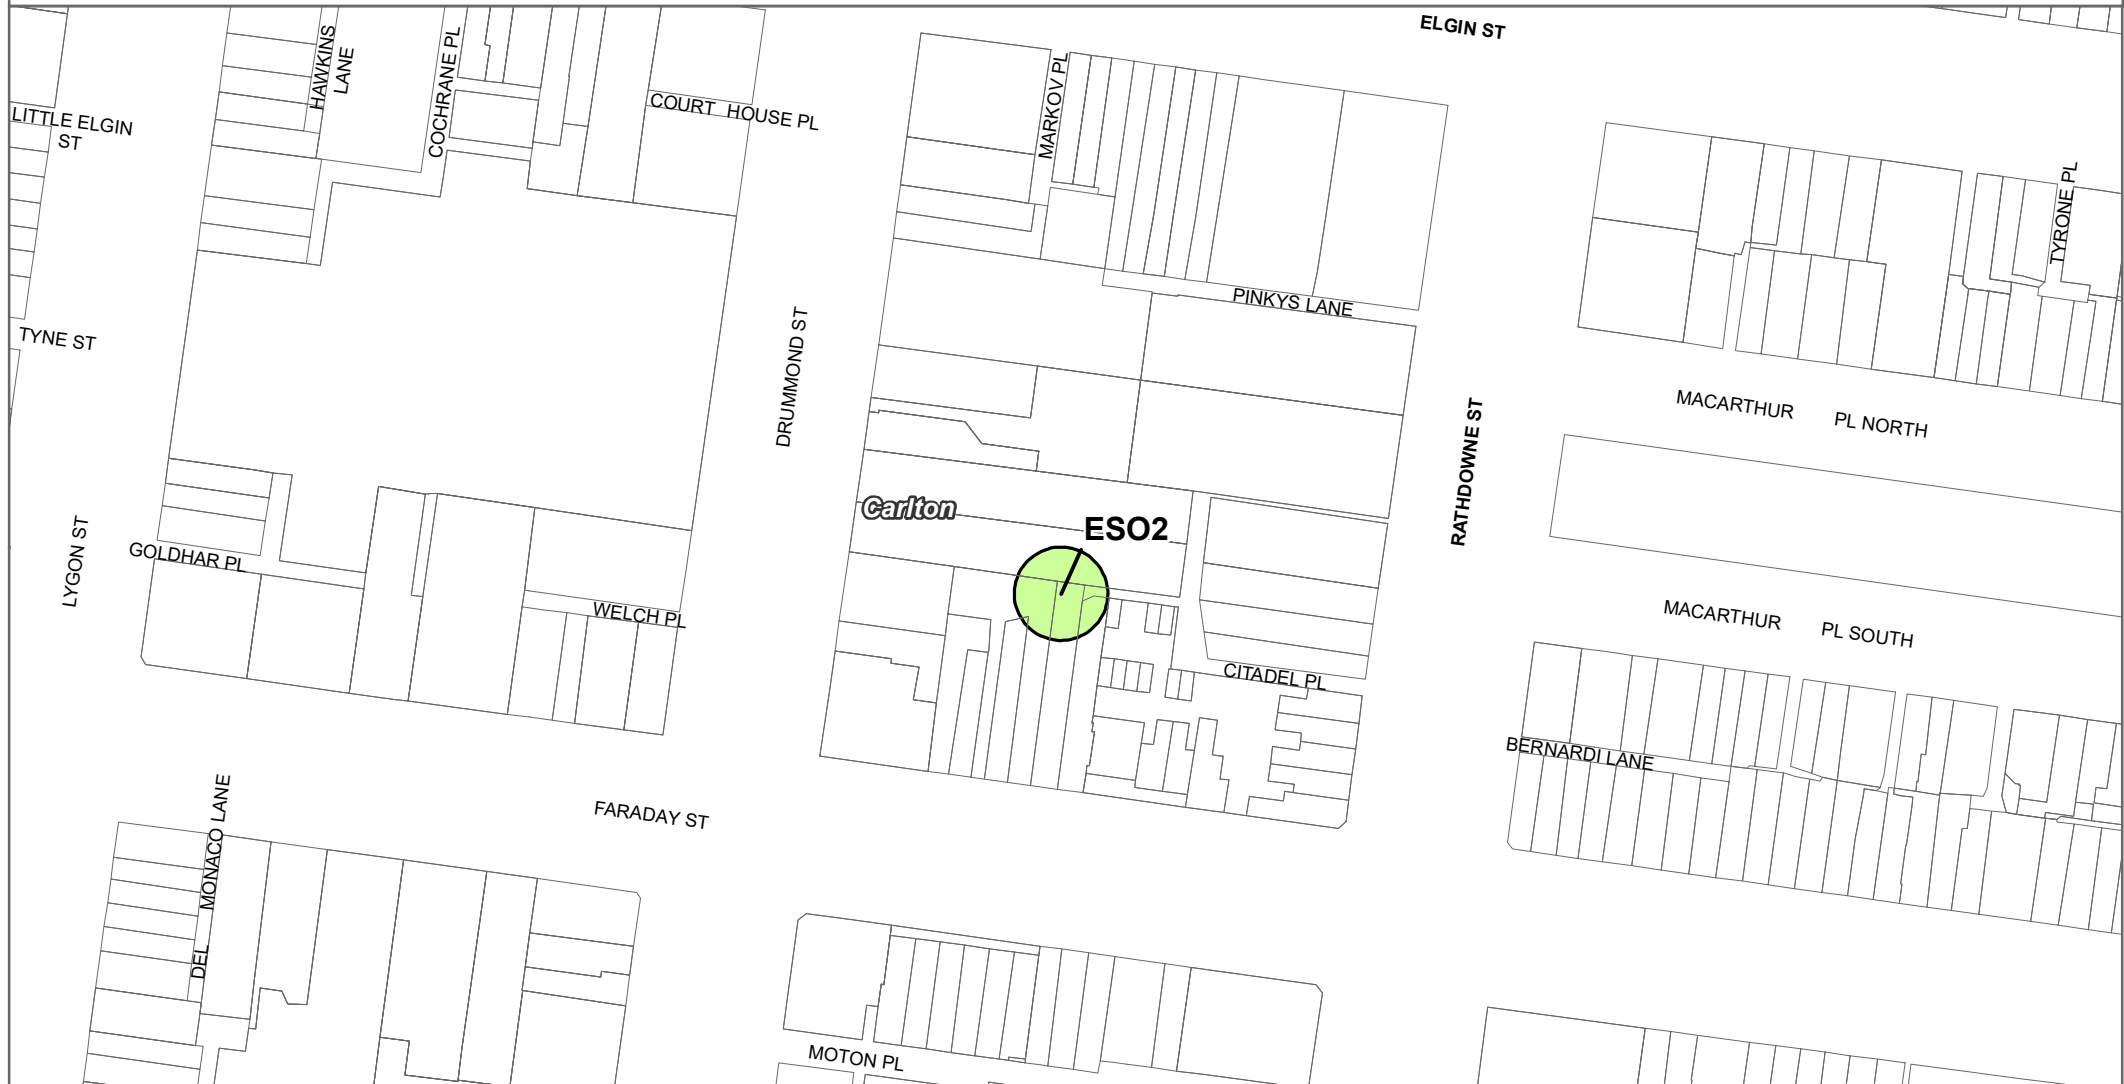 ELGIN ST
HAWKINS
LANE
COCHRANE PL
MARKOV PL
COURT HOUSE PL
LITTLE ELGIN
ST
TYRONE PL
PINKYS LANE
TYNE ST
DRUMMOND ST
MACARTHUR PL NORTH
RATHDOWNE ST
Carlton
ESO2
LYGON ST
GOLDHAR PL
WELCH PL
MACARTHUR PL SOUTH
CITADEL PL
BERNARDI LANE
FARADAY ST
DEL MONACO LANE
MOTON PL